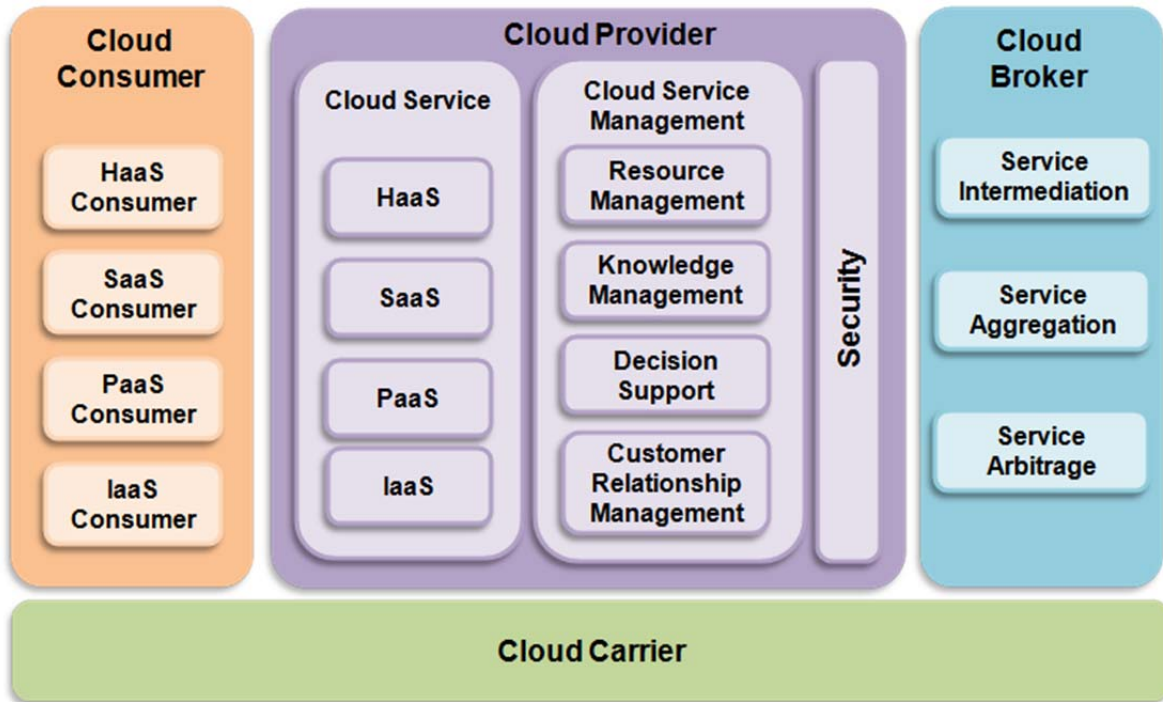 Cloud
Consumer
HaaS
Consumer
SaaS
Consumer
PaaS
Consumer
IaaS
Consumer
Cloud Provider
Cloud Service
HaaS
SaaS
PaaS
IaaS
Cloud Service
Management
Resource
Management
Knowledge
Management
Decision
Support
Customer
Relationship
Management
Security
Cloud
Broker
Service
Intermediation
Service
Aggregation
Service
Arbitrage
Cloud Carrier